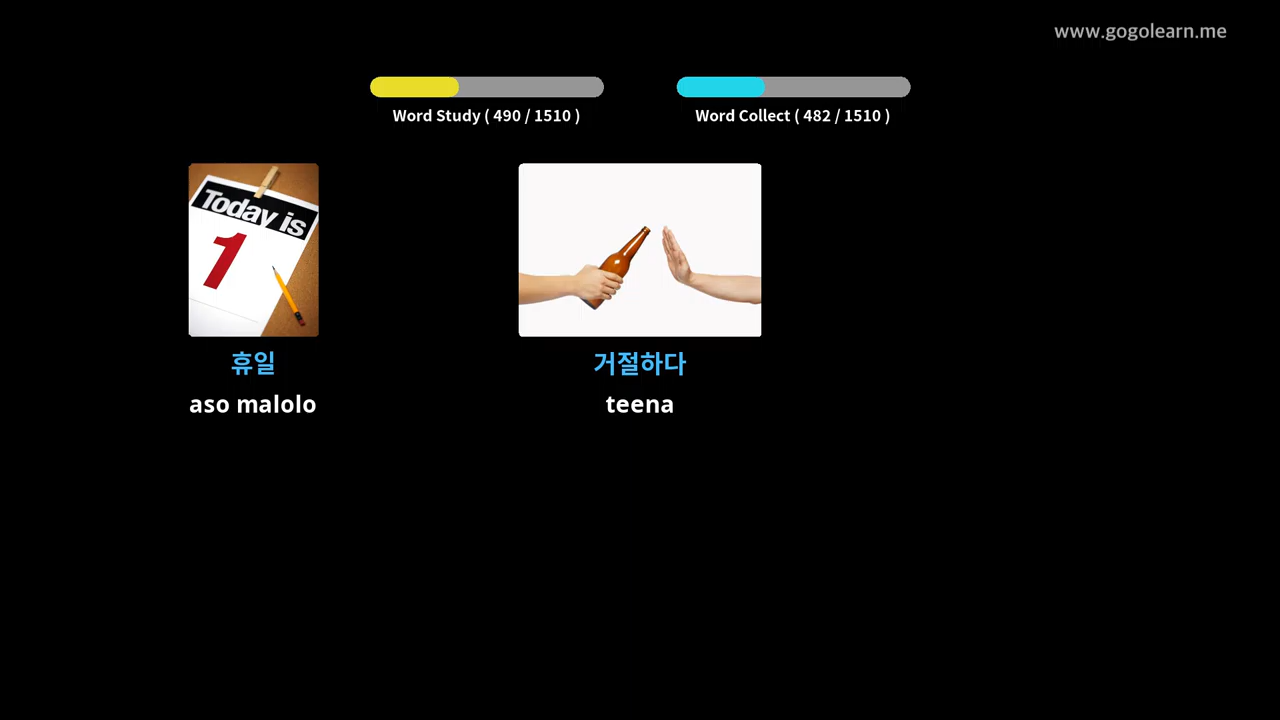 www.gogolearn.me
Word Study ( 490 / 1510 )
Word Collect ( 482 / 1510 )
Today is
1
휴일
aso malolo
거절하다
teena